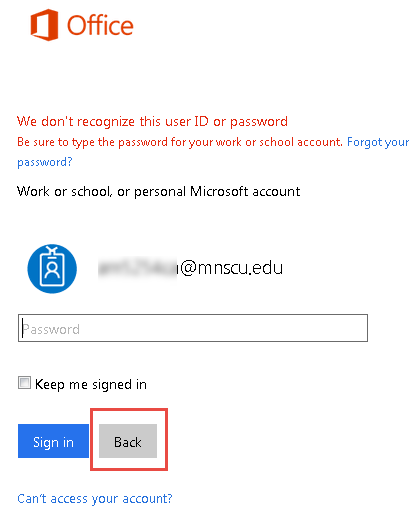 Office
We don't recognize this user ID or password
Be sure to type the password for your work or school account. Forgot your
password?
Work or school, or personal Microsoft account
@mnscu.edu
Password
Keep me signed in
Sign in
Back
Can't access your account?